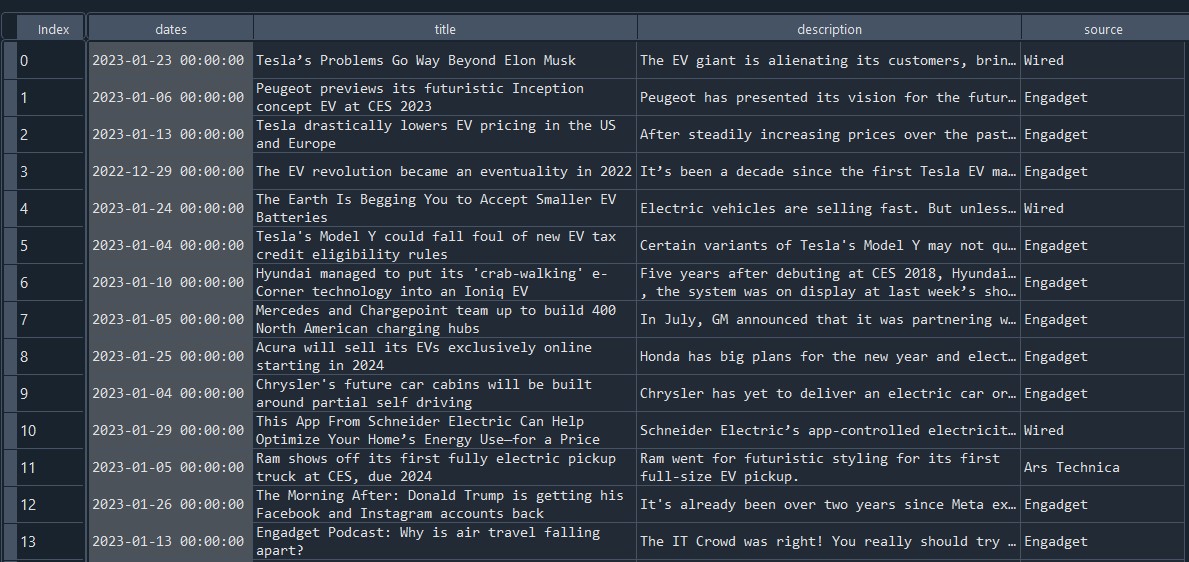 Index dates title description source
0 2023-01-23 00:00:00 Tesla’s Problems Go Way Beyond Elon Musk The EV giant is alienating its customers, brin… Wired
1 2023-01-06 00:00:00 Peugeot previews its futuristic Inception
concept EV at CES 2023 Peugeot has presented its vision for the futur… Engadget
2 2023-01-13 00:00:00 Tesla drastically lowers EV pricing in the US
and Europe After steadily increasing prices over the past… Engadget
3 2022-12-29 00:00:00 The EV revolution became an eventuality in 2022 It’s been a decade since the first Tesla EV ma… Engadget
4 2023-01-24 00:00:00 The Earth Is Begging You to Accept Smaller EV
Batteries Electric vehicles are selling fast. But unless… Wired
5 2023-01-04 00:00:00 Tesla's Model Y could fall foul of new EV tax
credit eligibility rules Certain variants of Tesla's Model Y may not qu… Engadget
6 2023-01-10 00:00:00 Hyundai managed to put its 'crab-walking' e-
Corner technology into an Ioniq EV Five years after debuting at CES 2018, Hyundai…
, the system was on display at last week’s sho… Engadget
7 2023-01-05 00:00:00 Mercedes and Chargepoint team up to build 400
North American charging hubs In July, GM announced that it was partnering w… Engadget
8 2023-01-25 00:00:00 Acura will sell its EVs exclusively online
starting in 2024 Honda has big plans for the new year and elect… Engadget
9 2023-01-04 00:00:00 Chrysler's future car cabins will be built
around partial self driving Chrysler has yet to deliver an electric car or… Engadget
10 2023-01-29 00:00:00 This App From Schneider Electric Can Help
Optimize Your Home’s Energy Use—for a Price Schneider Electric’s app-controlled electricit… Wired
11 2023-01-05 00:00:00 Ram shows off its first fully electric pickup
truck at CES, due 2024 Ram went for futuristic styling for its first
full-size EV pickup. Ars Technica
12 2023-01-26 00:00:00 The Morning After: Donald Trump is getting his
Facebook and Instagram accounts back It's already been over two years since Meta ex… Engadget
13 2023-01-13 00:00:00 Engadget Podcast: Why is air travel falling
apart? The IT Crowd was right! You really should try … Engadget